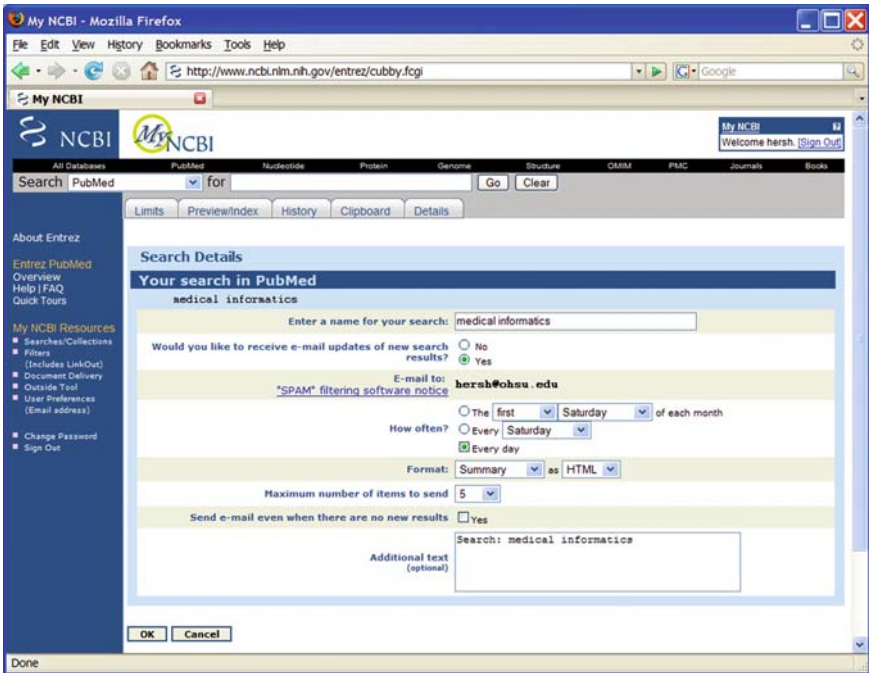 My NCBI - Mozilla Firefox
File Edit View History Bookmarks Tools Help
http://www.ncbi.nlm.nih.gov/entrez/cubby.fcgi
Google
My NCBI
NCBI
My NCBI
My NCBI
Welcome hersh. [Sign Out]
All Databases PubMed Nucleotide Protein Genome Structure OMIM PMC Journals Books
Search PubMed for Go Clear
Limits Preview/Index History Clipboard Details
About Entrez
Entrez PubMed
Overview
Help | FAQ
Quick Tours
My NCBI Resources
Searches/Collections
Filters
(Includes LinkOut)
Document Delivery
Outside Tool
User Preferences
(Email address)
Change Password
Sign Out
Search Details
Your search in PubMed
medical informatics
Enter a name for your search: medical informatics
Would you like to receive e-mail updates of new search results? No
Yes
E-mail to: hersh@ohsu.edu
"SPAM" filtering software notice
How often? The first Saturday of each month
Every Saturday
Every day
Format: Summary as HTML
Maximum number of items to send 5
Send e-mail even when there are no new results Yes
Additional text
(optional)
Search: medical informatics
OK Cancel
Done